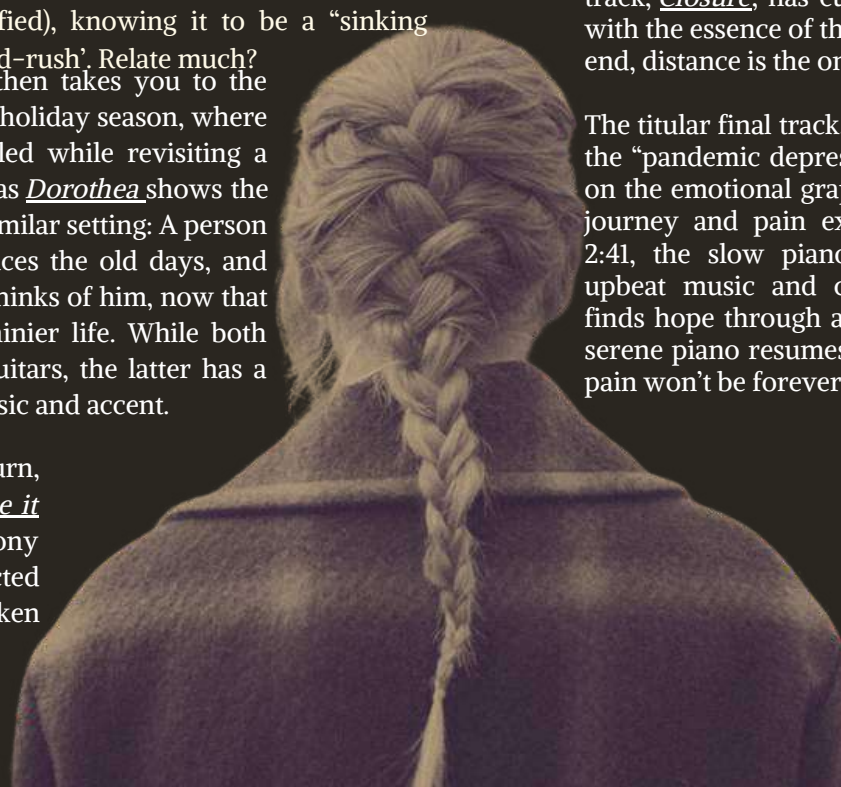 fied), knowing it to be a “sinking
d-rush’. Relate much?
then takes you to the
holiday season, where
led while revisiting a
as Dorothea shows the
milar setting: A person
ces the old days, and
hinks of him, now that
inier life. While both
uitars, the latter has a
sic and accent.
urn,
e it
ony
cted
ken
track, Closure, has cu
with the essence of th
end, distance is the or
The titular final track
the “pandemic depres
on the emotional grap
journey and pain ex
2:41, the slow piano
upbeat music and
finds hope through a
serene piano resumes
pain won’t be forever